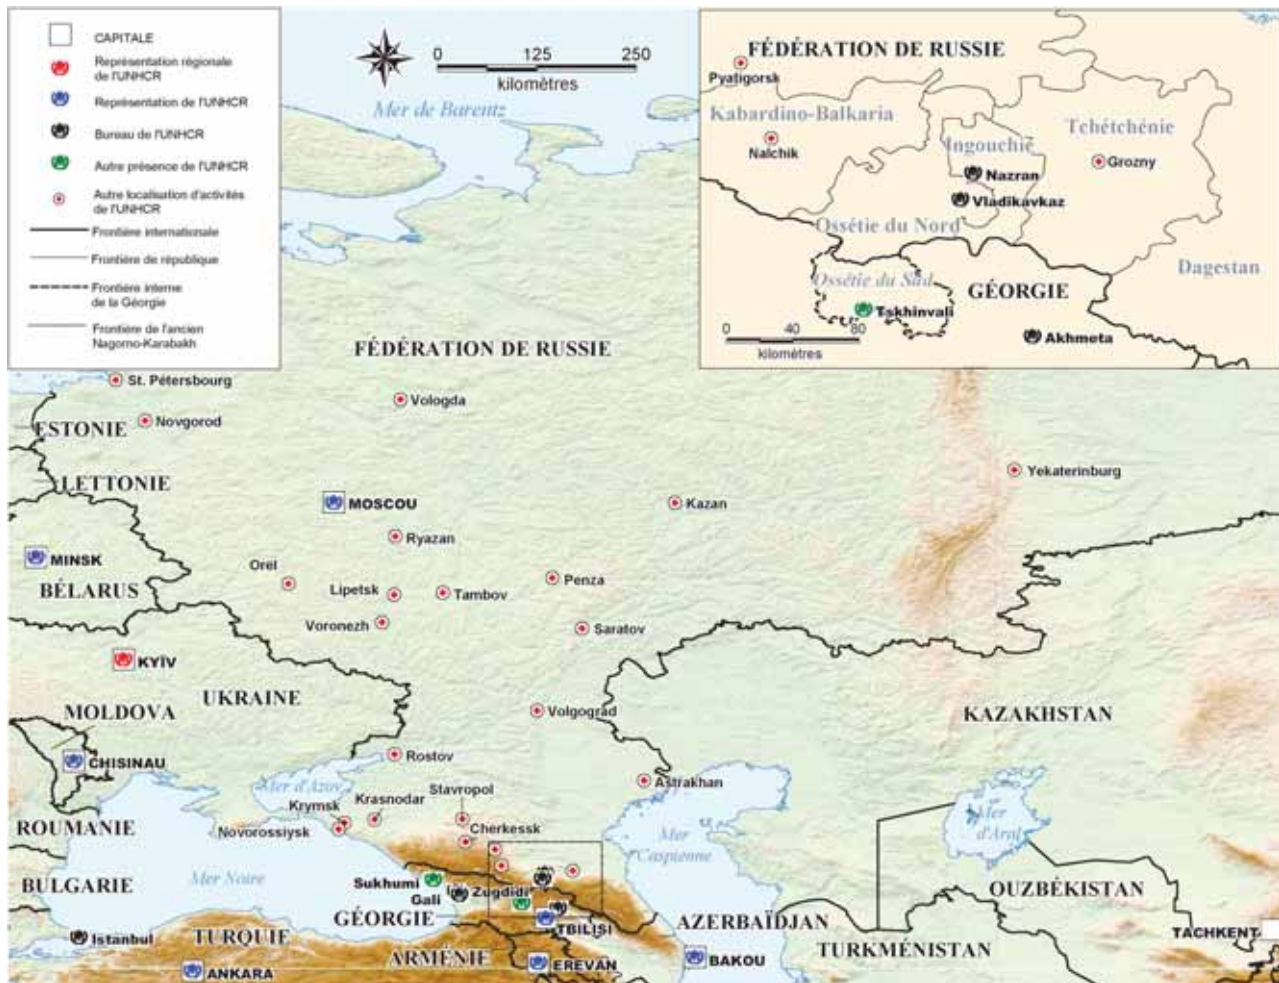 CAPITALE
Représentation régionale
de l'UNHCR
Représentation de l'UNHCR
Bureau de l'UNHCR
Autre présence de l'UNHCR
Autre localisation d'activités
de l'UNHCR
Frontière internationale
Frontière de république
Frontière interne
de la Géorgie
Frontière de l'ancien
Nagorno-Karabakh
0 125 250
kilomètres
Mer de Barentz
FÉDÉRATION DE RUSSIE
Pyatigorsk
Kabardino-Balkaria
Tchétchénie
Nalchik
Ingouchie
Grozny
Nazran
Vladikavkaz
Ossétie du Nord
Dagestan
Ossétie du Sud
GÉORGIE
Tskhinvali
0 40 80
kilomètres
Akhmeta
FÉDÉRATION DE RUSSIE
St. Pétersbourg
Vologda
Novgorod
ESTONIE
Yekaterinburg
LETTONIE
MOSCOU
Kazan
Ryazan
MINSK
Orel
Penza
BÉLARUS
Lipetsk
Tambov
Voronezh
Saratov
KYÏV
UKRAINE
MOLDOVA
Volgograd
KAZAKHSTAN
CHISINAU
Rostov
Astrakhan
Mer d'Azov
Stavropol
Krymsk
Krasnodar
Novorossiysk
Cherkessk
ROUMANIE
Mer
Caspienne
Mer
d'Aral
BULGARIE
Mer Noire
Sukhumi
Gali
Zugdidi
OUZBÉKISTAN
GÉORGIE
TBILISI
AZERBAÏDJAN
TACHKENT
Istanbul
TURQUIE
TURKMÉNISTAN
ARMÉNIE
ANKARA
EREVAN
BAKOU